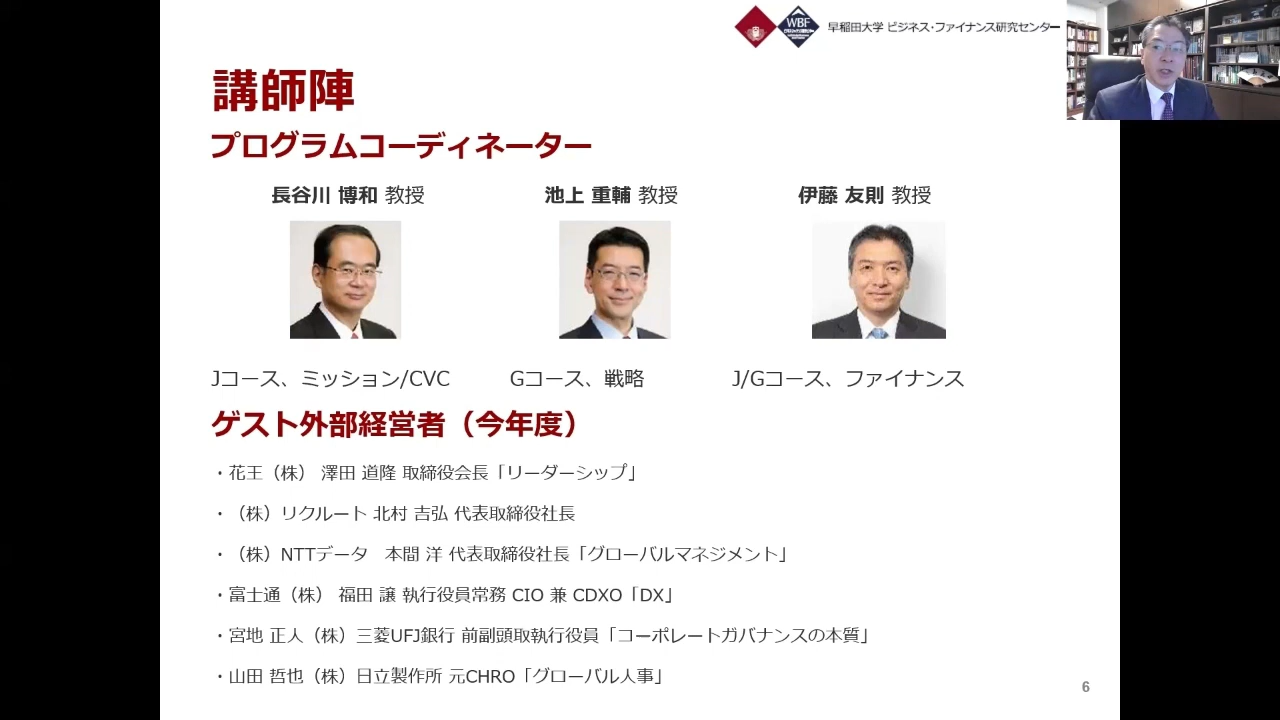 WBF
早稲田大学 ビジネス・ファイナンス研究センター
講師陣
プログラムコーディネーター
長谷川 博和 教授 池上 重輔 教授 伊藤 友則 教授
Jコース、ミッション/CVC Gコース、戦略 J/Gコース、ファイナンス
ゲスト外部経営者（今年度）
・花王（株） 澤田 道隆 取締役会長「リーダーシップ」
・（株）リクルート 北村 吉弘 代表取締役社長
・（株）NTTデータ　本間 洋 代表取締役社長「グローバルマネジメント」
・富士通（株） 福田 譲 執行役員常務 CIO 兼 CDXO「DX」
・宮地 正人（株）三菱UFJ銀行 前副頭取執行役員「コーポレートガバナンスの本質」
・山田 哲也（株）日立製作所 元CHRO「グローバル人事」
6